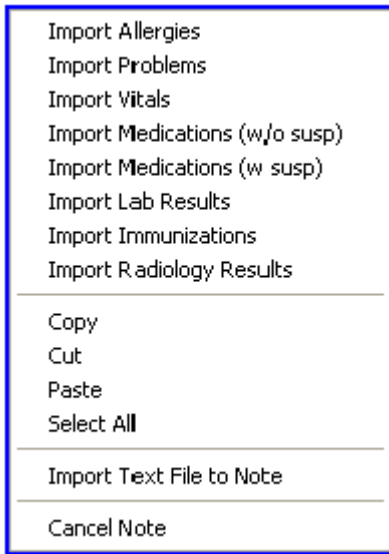 Import Allergies
Import Problems
Import Vitals
Import Medications (w/o susp)
Import Medications (w susp)
Import Lab Results
Import Immunizations
Import Radiology Results
Copy
Cut
Paste
Select All
Import Text File to Note
Cancel Note